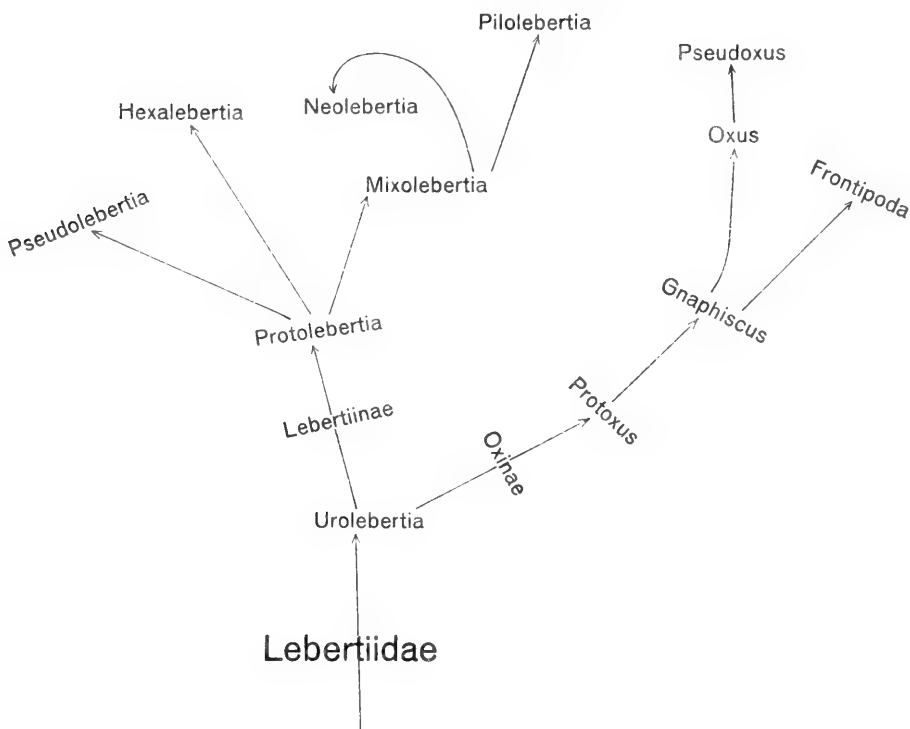 Pilolebertia
Pseudoxus
Neolebertia
Hexalebertia
Oxus
Mixolebertia
Frontipoda
Pseudolebertia
Gnaphiscus
Protolebertia
Protoxus
Lebertiinae
Oxinae
Urolebertia
Lebertiidae